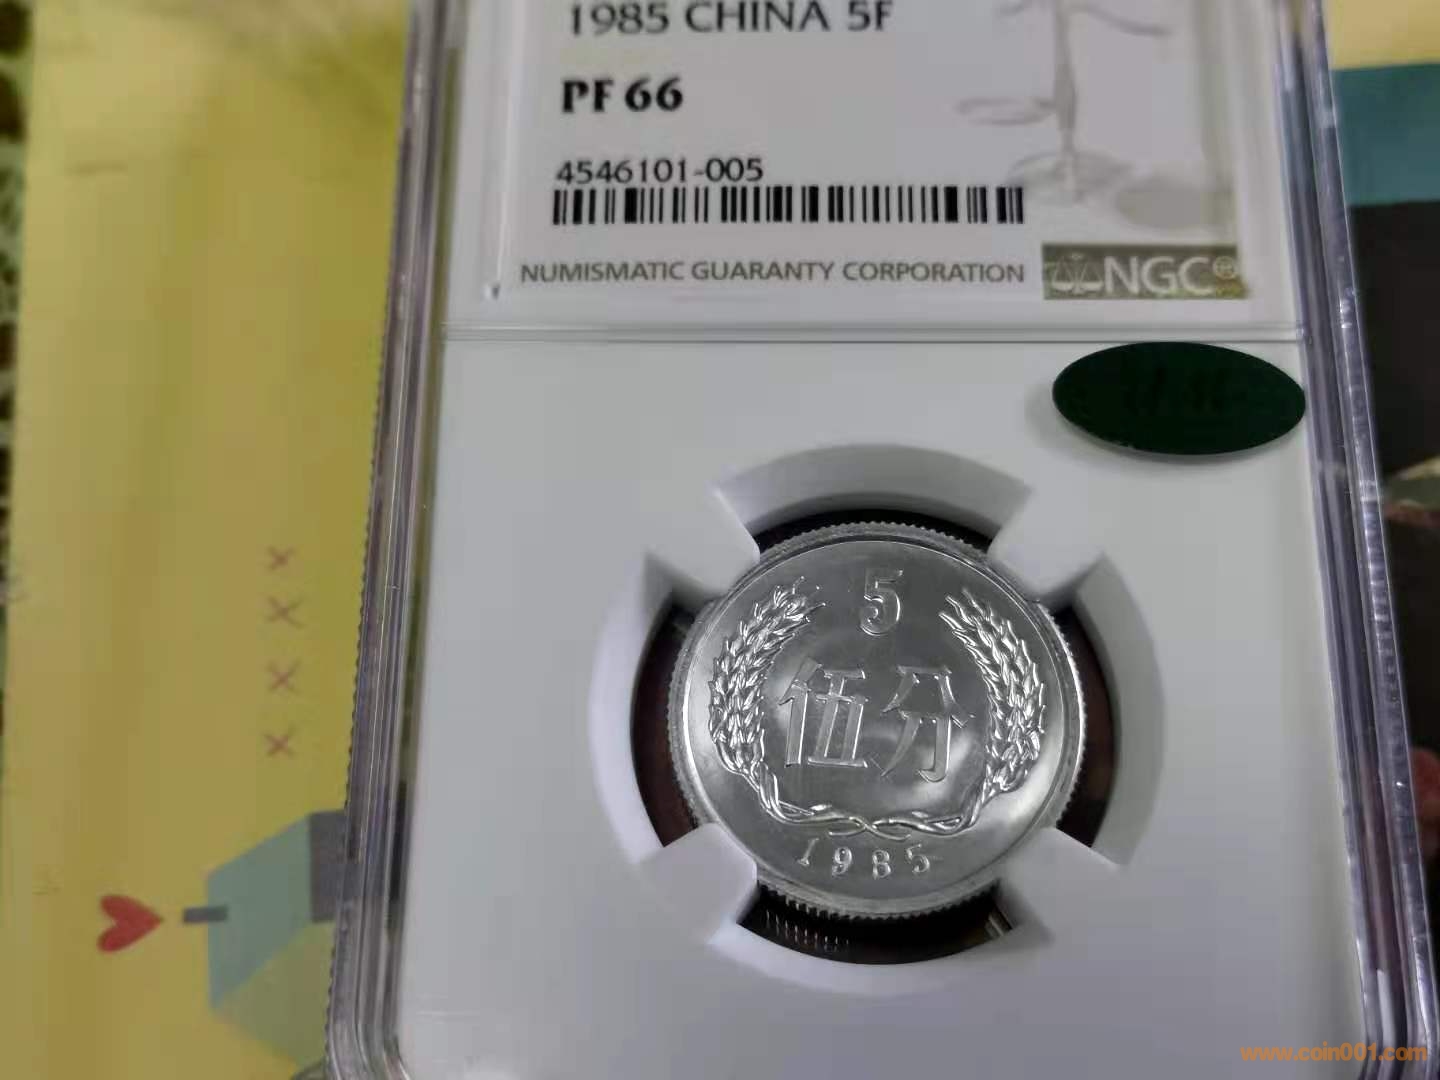 1985 CHINA 5F
PF 66
4546101-005
NUMISMATIC GUARANTY CORPORATION
NGC®
5
伍分
1985
www.coin001.com